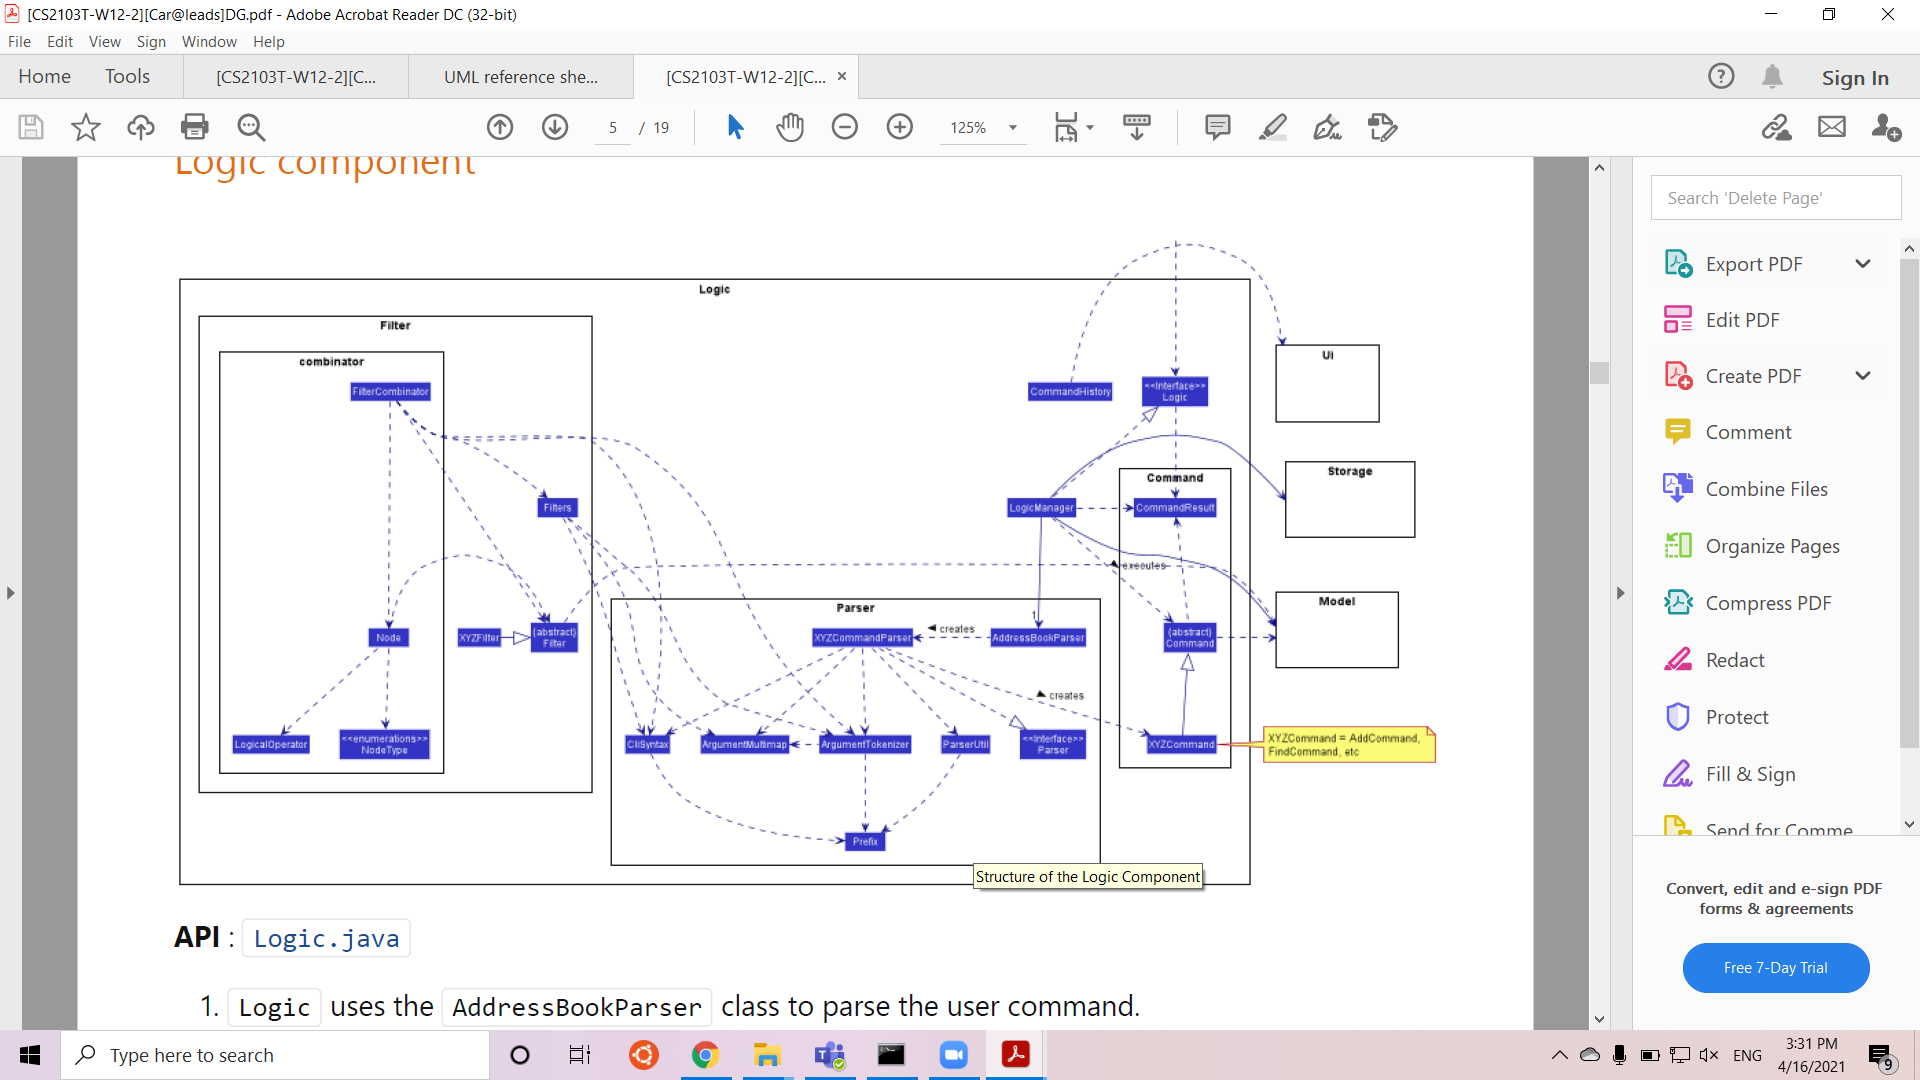 [CS2103T-W12-2][Car@leads]DG.pdf - Adobe Acrobat Reader DC (32-bit)
File Edit View Sign Window Help
Home Tools [CS2103T-W12-2][C... UML reference she... [CS2103T-W12-2][C... × Sign In
5 / 19 125%
Logic component
Logic
Filter
combinator
FilterCombinator
Filters
Node
XYZFilter
{abstract}
Filter
LogicalOperator
<<enumerations>>
NodeType
CommandHistory
<<Interface>>
Logic
LogicManager
Command
CommandResult
executes
{abstract}
Command
XYZCommand
Parser
XYZCommandParser
creates
1
AddressBookParser
creates
CliSyntax
ArgumentMultimap
ArgumentTokenizer
ParserUtil
<<Interface>>
Parser
Prefix
Ui
Storage
Model
XYZCommand = AddCommand,
FindCommand, etc
Structure of the Logic Component
API : Logic.java
1. Logic uses the AddressBookParser class to parse the user command.
Search 'Delete Page'
Export PDF
Edit PDF
Create PDF
Comment
Combine Files
Organize Pages
Compress PDF
Redact
Protect
Fill & Sign
Send for Comme
Convert, edit and e-sign PDF
forms & agreements
Free 7-Day Trial
Type here to search
ENG
3:31 PM
4/16/2021
9